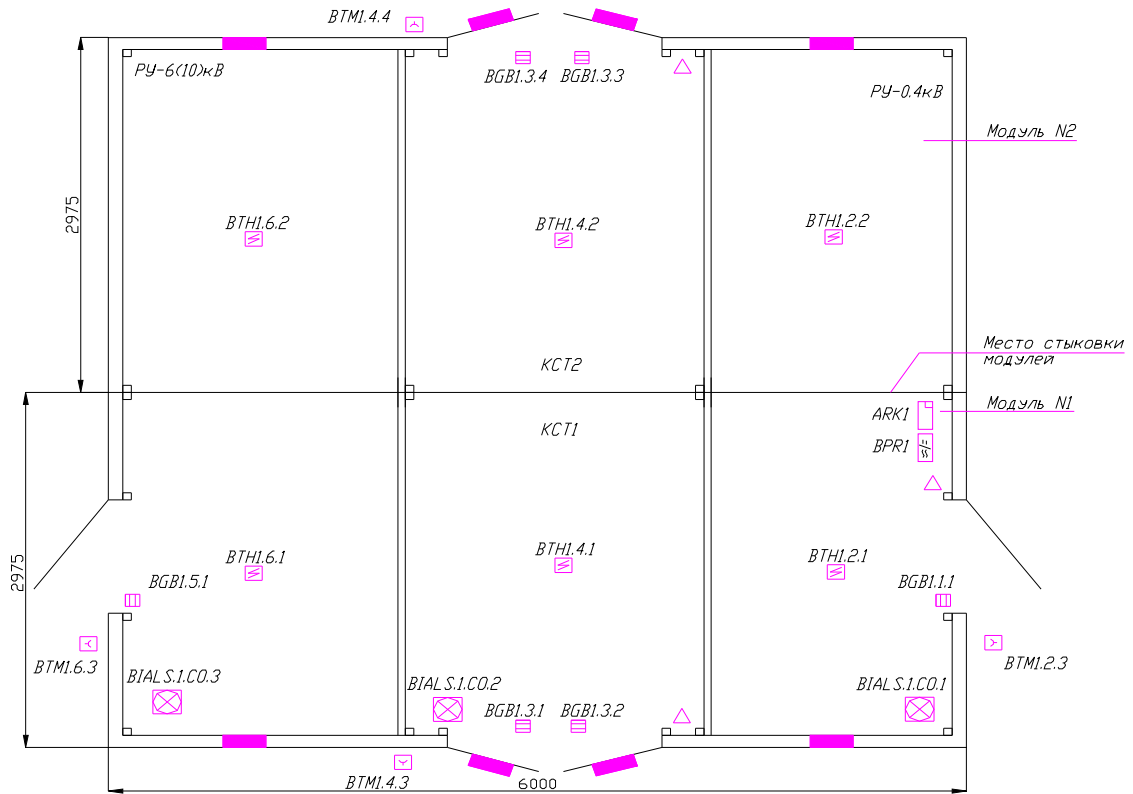 BTM1.4.4
BGB1.3.4
BGB1.3.3
РУ-6(10)кВ
РУ-0.4кВ
Модуль N2
2975
BTH1.6.2
BTH1.4.2
BTH1.2.2
Место стыковки
модулей
КСТ2
КСТ1
Модуль N1
ARK1
BPR1
≈/=
2975
BTH1.6.1
BTH1.4.1
BTH1.2.1
BGB1.5.1
BGB1.1.1
BTM1.6.3
BTM1.2.3
BIALS.1.CO.3
BIALS.1.CO.2
BIALS.1.CO.1
BGB1.3.1
BGB1.3.2
BTM1.4.3
6000